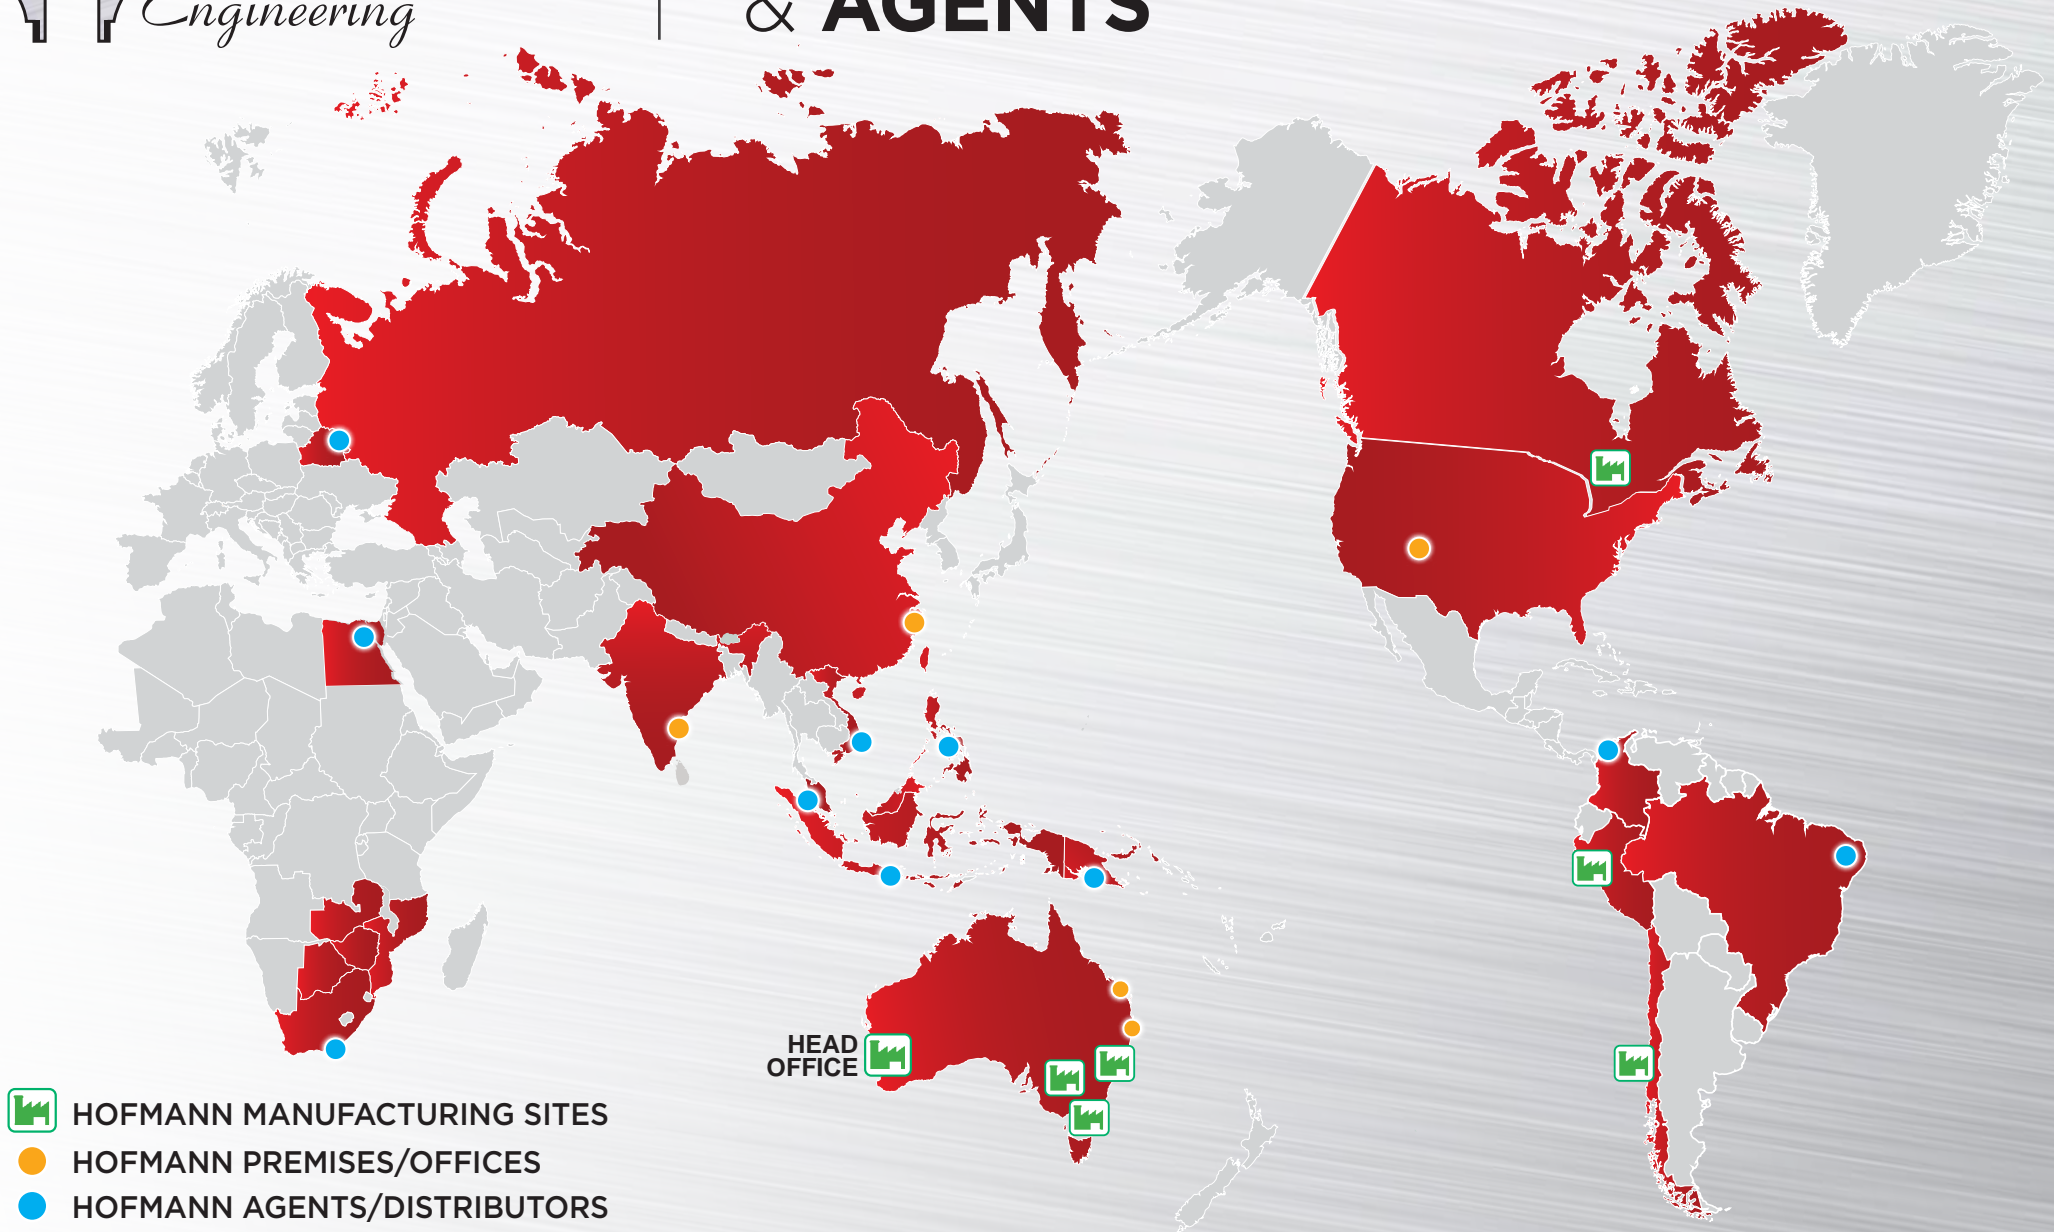 Engineering
& AGENTS
HEAD
OFFICE
HOFMANN MANUFACTURING SITES
HOFMANN PREMISES/OFFICES
HOFMANN AGENTS/DISTRIBUTORS